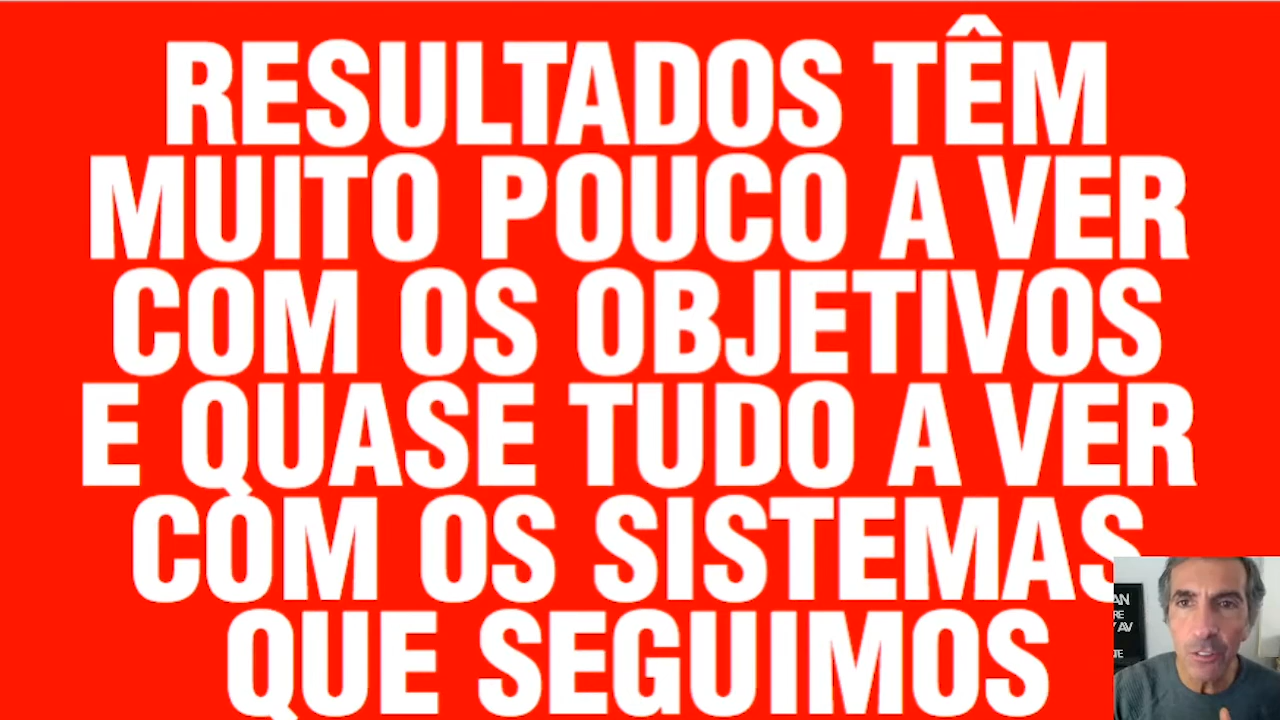 RESULTADOS TÊM
MUITO POUCO A VER
COM OS OBJETIVOS
E QUASE TUDO A VER
COM OS SISTEMAS
QUE SEGUIMOS